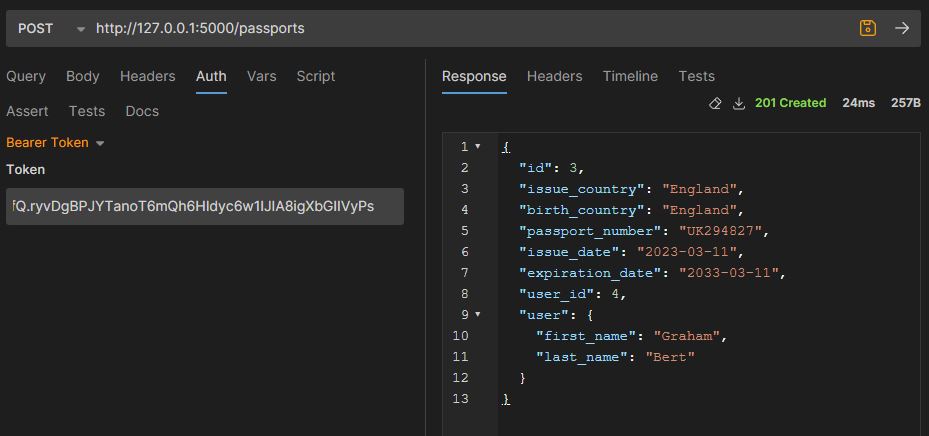 POST http://127.0.0.1:5000/passports
Query Body Headers Auth Vars Script
Assert Tests Docs
Bearer Token
Token
fQ.ryvDgBPJYTanoT6mQh6HIdyc6w1IJIA8igXbGIIVyPs
Response Headers Timeline Tests
201 Created 24ms 257B
1 {
2 "id": 3,
3 "issue_country": "England",
4 "birth_country": "England",
5 "passport_number": "UK294827",
6 "issue_date": "2023-03-11",
7 "expiration_date": "2033-03-11",
8 "user_id": 4,
9 "user": {
10 "first_name": "Graham",
11 "last_name": "Bert"
12 }
13 }